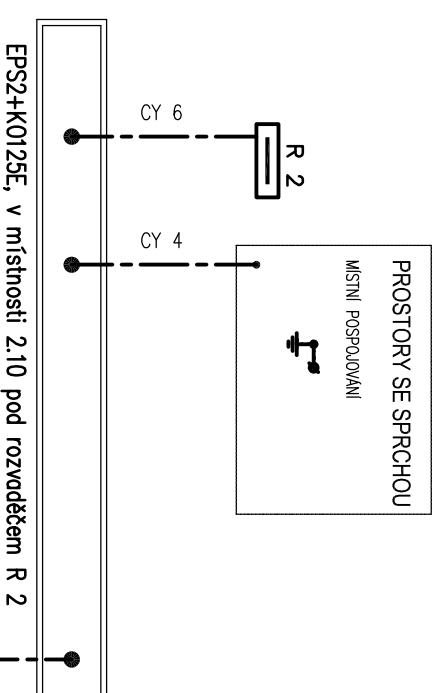 CY 6
R 2
CY 4
PROSTORY SE SPRCHOU
MÍSTNÍ POSPOJOVÁNÍ
EPS2+K0125E, v místnosti 2.10 pod rozvaděčem R 2